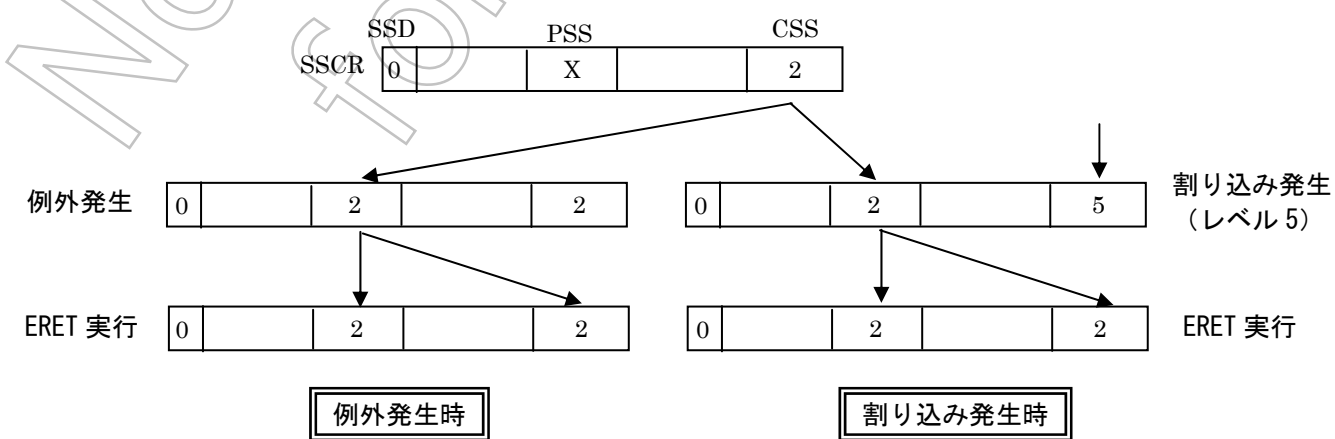 SSD PSS CSS
SSCR 0 X 2
例外発生 0 2 2 0 2 5 割り込み発生
（レベル 5）
ERET 実行 0 2 2 0 2 2 ERET 実行
例外発生時 割り込み発生時